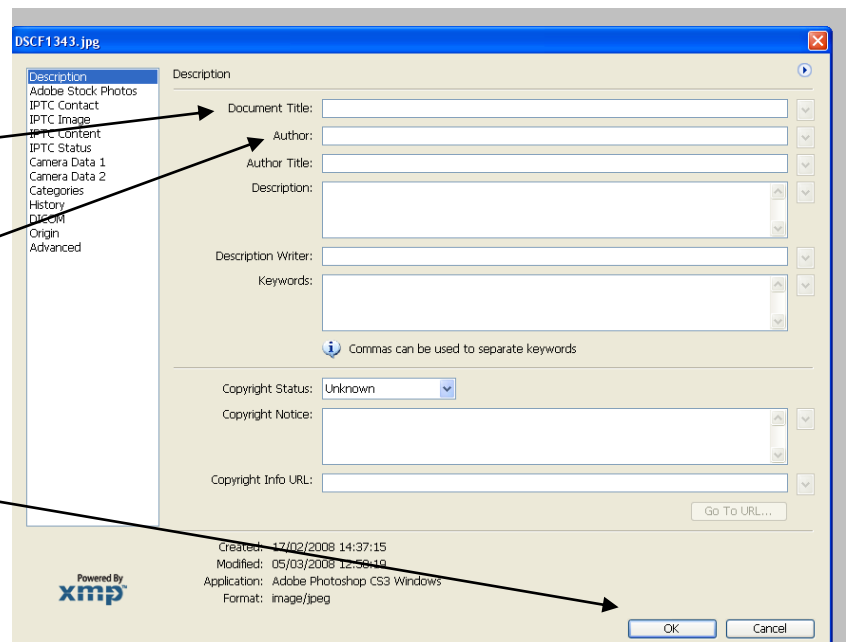 DSCF1343.jpg
Description
Adobe Stock Photos
IPTC Contact
IPTC Image
IPTC Content
IPTC Status
Camera Data 1
Camera Data 2
Categories
History
DICOM
Origin
Advanced
Description
Document Title:
Author:
Author Title:
Description:
Description Writer:
Keywords:
Commas can be used to separate keywords
Copyright Status: Unknown
Copyright Notice:
Copyright Info URL:
Go To URL...
Created: 17/02/2008 14:37:15
Modified: 05/03/2008 12:58:19
Application: Adobe Photoshop CS3 Windows
Format: image/jpeg
Powered By
xmp™
OK Cancel